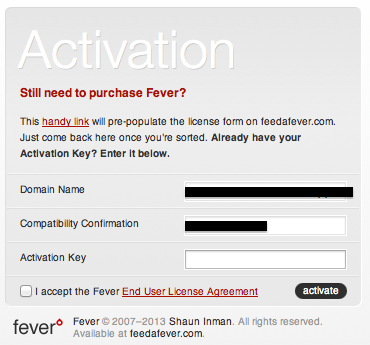 Activation
Still need to purchase Fever?
This handy link will pre-populate the license form on feedafever.com.
Just come back here once you're sorted. Already have your
Activation Key? Enter it below.
Domain Name
Compatibility Confirmation
Activation Key
I accept the Fever End User License Agreement
activate
fever
Fever © 2007–2013 Shaun Inman. All rights reserved.
Available at feedafever.com.